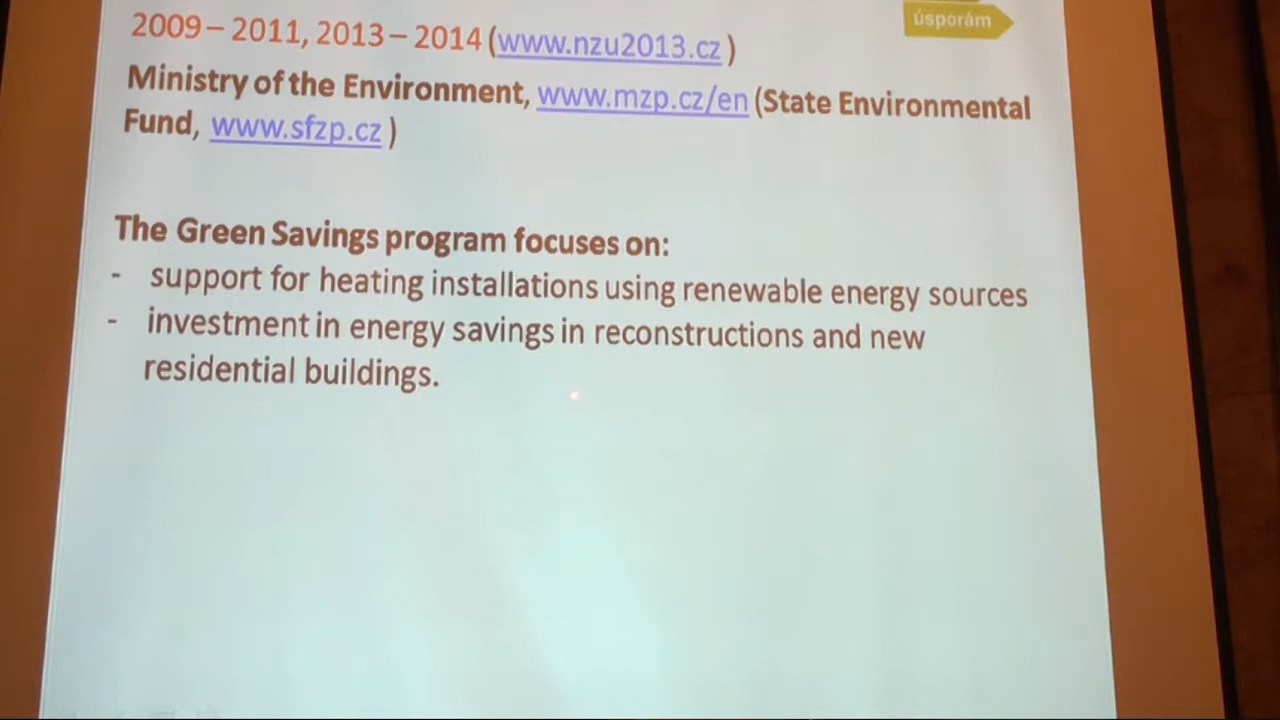 úsporám
2009 – 2011, 2013 – 2014 (www.nzu2013.cz )
Ministry of the Environment, www.mzp.cz/en (State Environmental
Fund, www.sfzp.cz )
The Green Savings program focuses on:
- support for heating installations using renewable energy sources
- investment in energy savings in reconstructions and new
residential buildings.